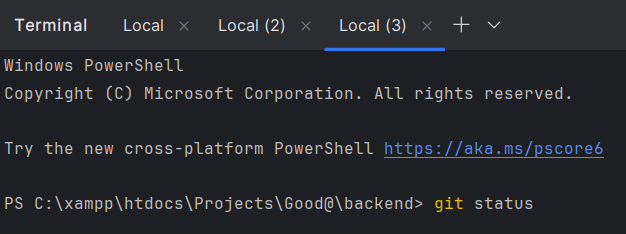 Terminal Local × Local (2) × Local (3) ×
Windows PowerShell
Copyright (C) Microsoft Corporation. All rights reserved.
Try the new cross-platform PowerShell https://aka.ms/pscore6
PS C:\xampp\htdocs\Projects\Good@\backend> git status